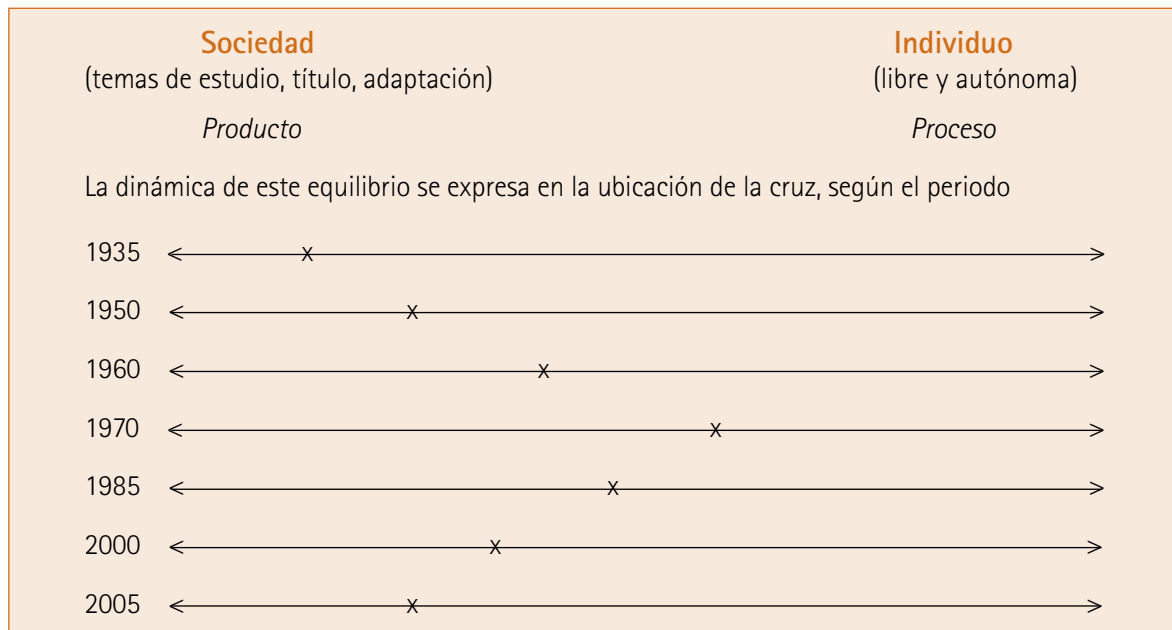 Sociedad Individuo
(temas de estudio, título, adaptación) (libre y autónoma)
Producto Proceso
La dinámica de este equilibrio se expresa en la ubicación de la cruz, según el periodo
1935 x
1950 x
1960 x
1970 x
1985 x
2000 x
2005 x